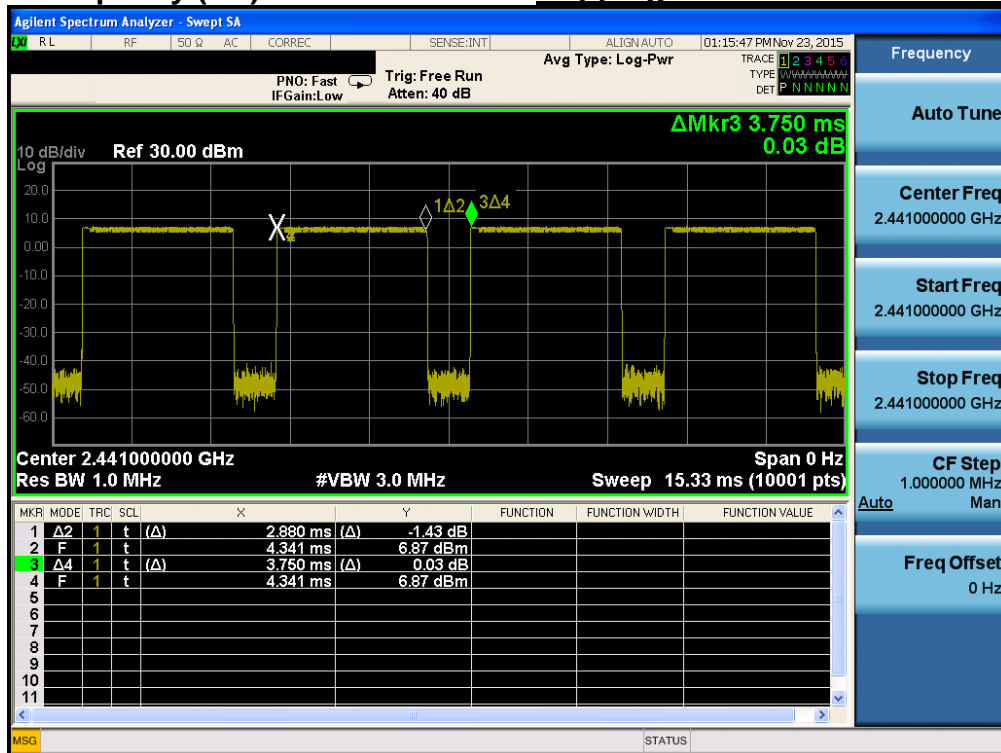 Agilent Spectrum Analyzer - Swept SA
LXI RL RF 50 Ω AC CORREC SENSE:INT ALIGN AUTO 01:15:47 PM Nov 23, 2015
Avg Type: Log-Pwr
TRACE 1 2 3 4 5 6
TYPE
DET P N N N N N
PNO: Fast
IFGain:Low
Trig: Free Run
Atten: 40 dB
ΔMkr3 3.750 ms
0.03 dB
10 dB/div Ref 30.00 dBm
Log
20.0
10.0
0.00
-10.0
-20.0
-30.0
-40.0
-50.0
-60.0
X
1Δ2
3Δ4
Center 2.441000000 GHz Span 0 Hz
Res BW 1.0 MHz #VBW 3.0 MHz Sweep 15.33 ms (10001 pts)
MKR MODE TRC SCL X Y FUNCTION FUNCTION WIDTH FUNCTION VALUE
1 Δ2 1 t (Δ) 2.880 ms (Δ) -1.43 dB
2 F 1 t 4.341 ms 6.87 dBm
3 Δ4 1 t (Δ) 3.750 ms (Δ) 0.03 dB
4 F 1 t 4.341 ms 6.87 dBm
5
6
7
8
9
10
11
MSG STATUS
Frequency
Auto Tune
Center Freq
2.441000000 GHz
Start Freq
2.441000000 GHz
Stop Freq
2.441000000 GHz
CF Step
1.000000 MHz
Auto Man
Freq Offset
0 Hz